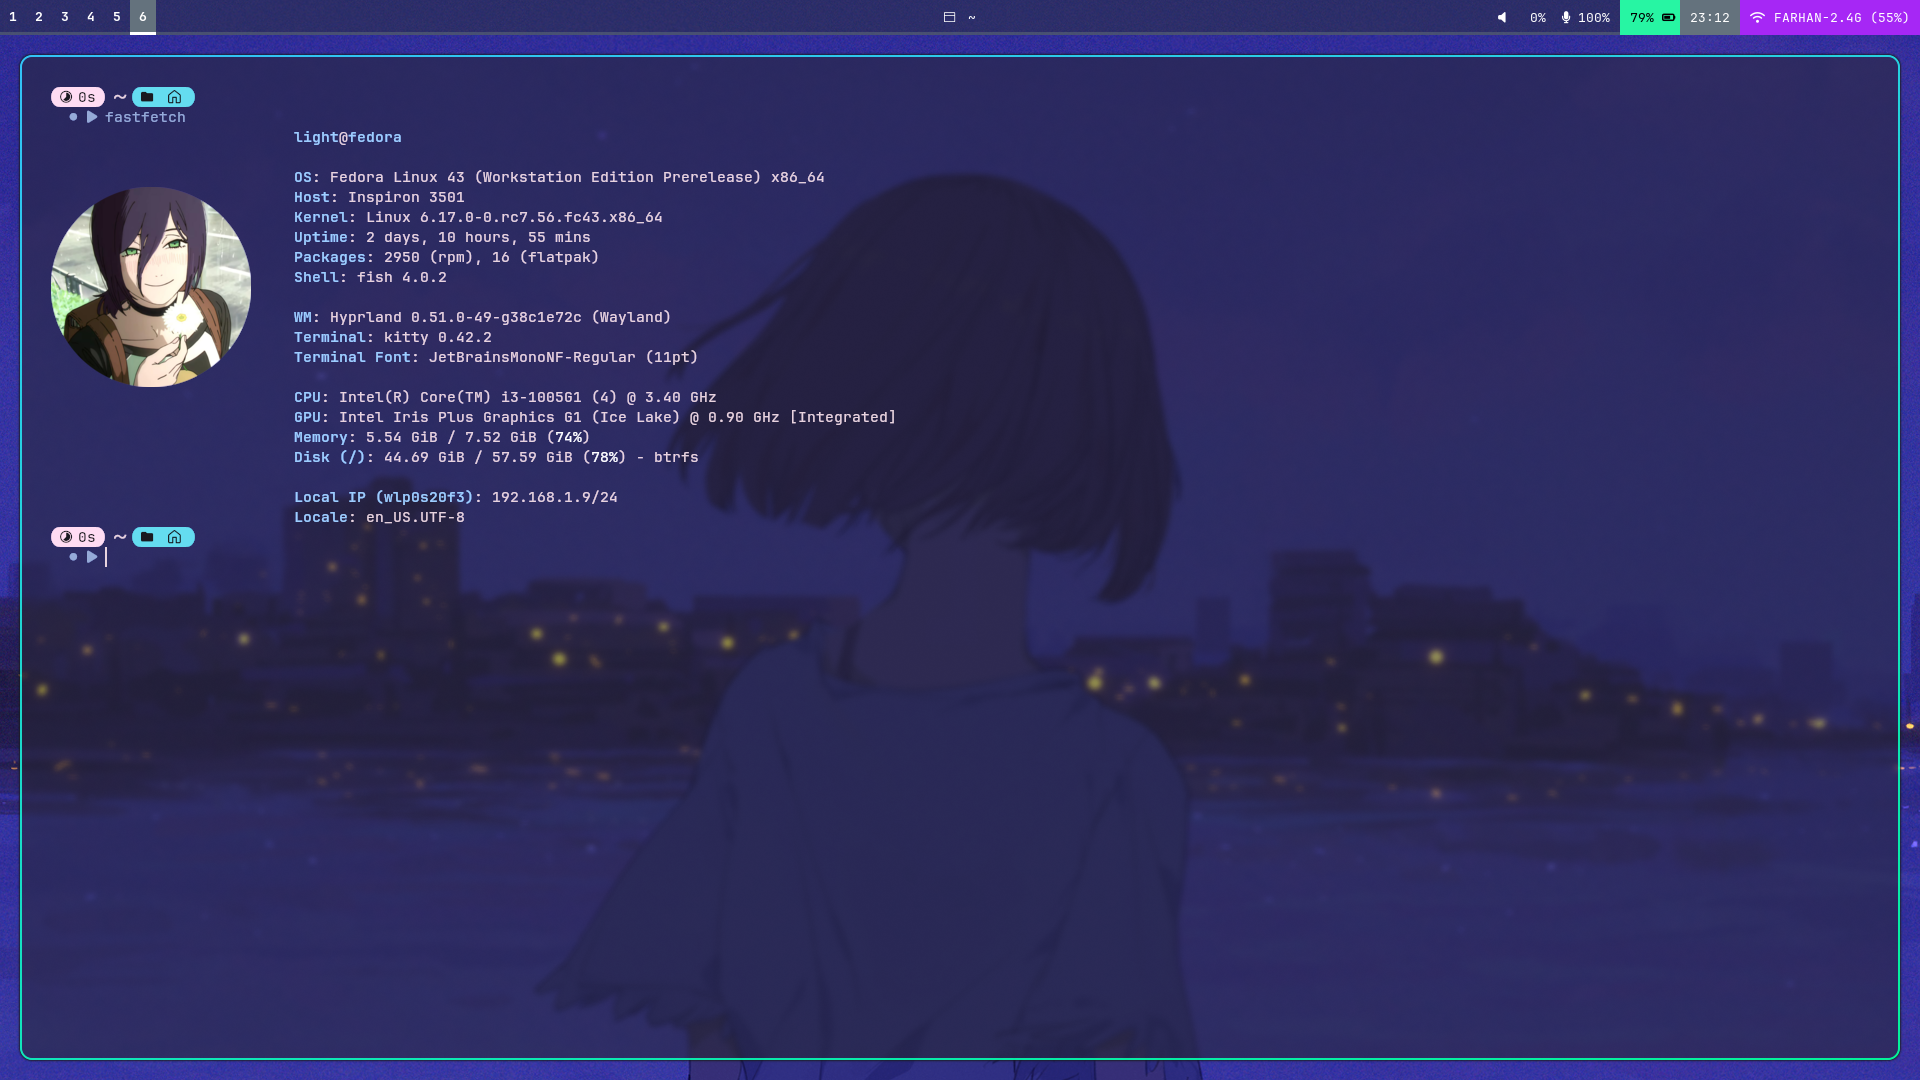 1 2 3 4 5 6 ~ 0% 100% 79% 23:12 FARHAN-2.4G (55%)
0s ~
fastfetch
light@fedora
OS: Fedora Linux 43 (Workstation Edition Prerelease) x86_64
Host: Inspiron 3501
Kernel: Linux 6.17.0-0.rc7.56.fc43.x86_64
Uptime: 2 days, 10 hours, 55 mins
Packages: 2950 (rpm), 16 (flatpak)
Shell: fish 4.0.2
WM: Hyprland 0.51.0-49-g38c1e72c (Wayland)
Terminal: kitty 0.42.2
Terminal Font: JetBrainsMonoNF-Regular (11pt)
CPU: Intel(R) Core(TM) i3-1005G1 (4) @ 3.40 GHz
GPU: Intel Iris Plus Graphics G1 (Ice Lake) @ 0.90 GHz [Integrated]
Memory: 5.54 GiB / 7.52 GiB (74%)
Disk (/): 44.69 GiB / 57.59 GiB (78%) - btrfs
Local IP (wlp0s20f3): 192.168.1.9/24
Locale: en_US.UTF-8
0s ~